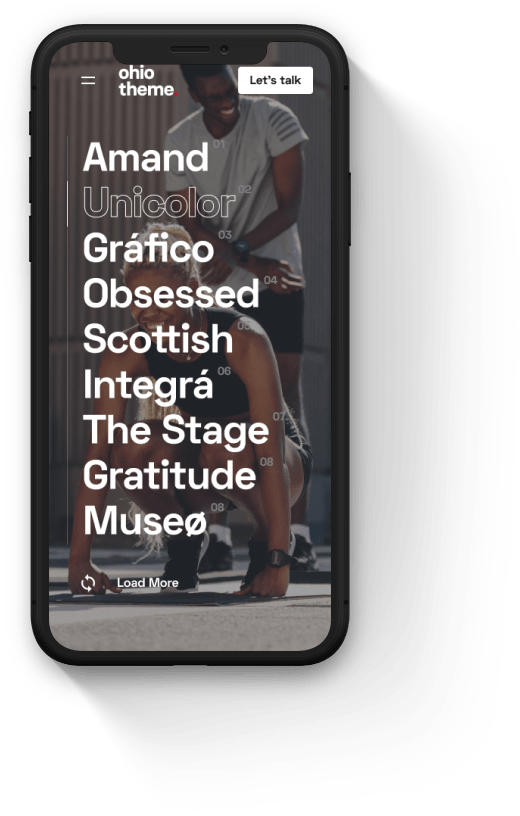 ohio
theme.
Let's talk
Amand 01
Unicolor 02
Gráfico 03
Obsessed 04
Scottish 05
Integrá 06
The Stage 07
Gratitude 08
Museø 08
Load More